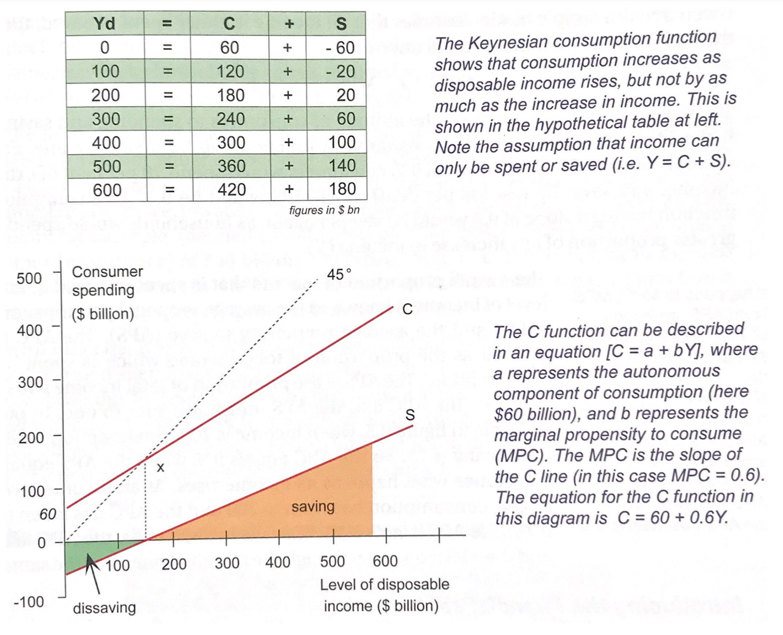 Yd = C + S
0 = 60 + - 60
100 = 120 + - 20
200 = 180 + 20
300 = 240 + 60
400 = 300 + 100
500 = 360 + 140
600 = 420 + 180
figures in $ bn
The Keynesian consumption function
shows that consumption increases as
disposable income rises, but not by as
much as the increase in income. This is
shown in the hypothetical table at left.
Note the assumption that income can
only be spent or saved (i.e. Y = C + S).
500
Consumer
spending
($ billion)
45°
400
C
300
200
S
x
100
60
saving
0
100 200 300 400 500 600
Level of disposable
income ($ billion)
-100
dissaving
The C function can be described
in an equation [C = a + bY], where
a represents the autonomous
component of consumption (here
$60 billion), and b represents the
marginal propensity to consume
(MPC). The MPC is the slope of
the C line (in this case MPC = 0.6).
The equation for the C function in
this diagram is C = 60 + 0.6Y.